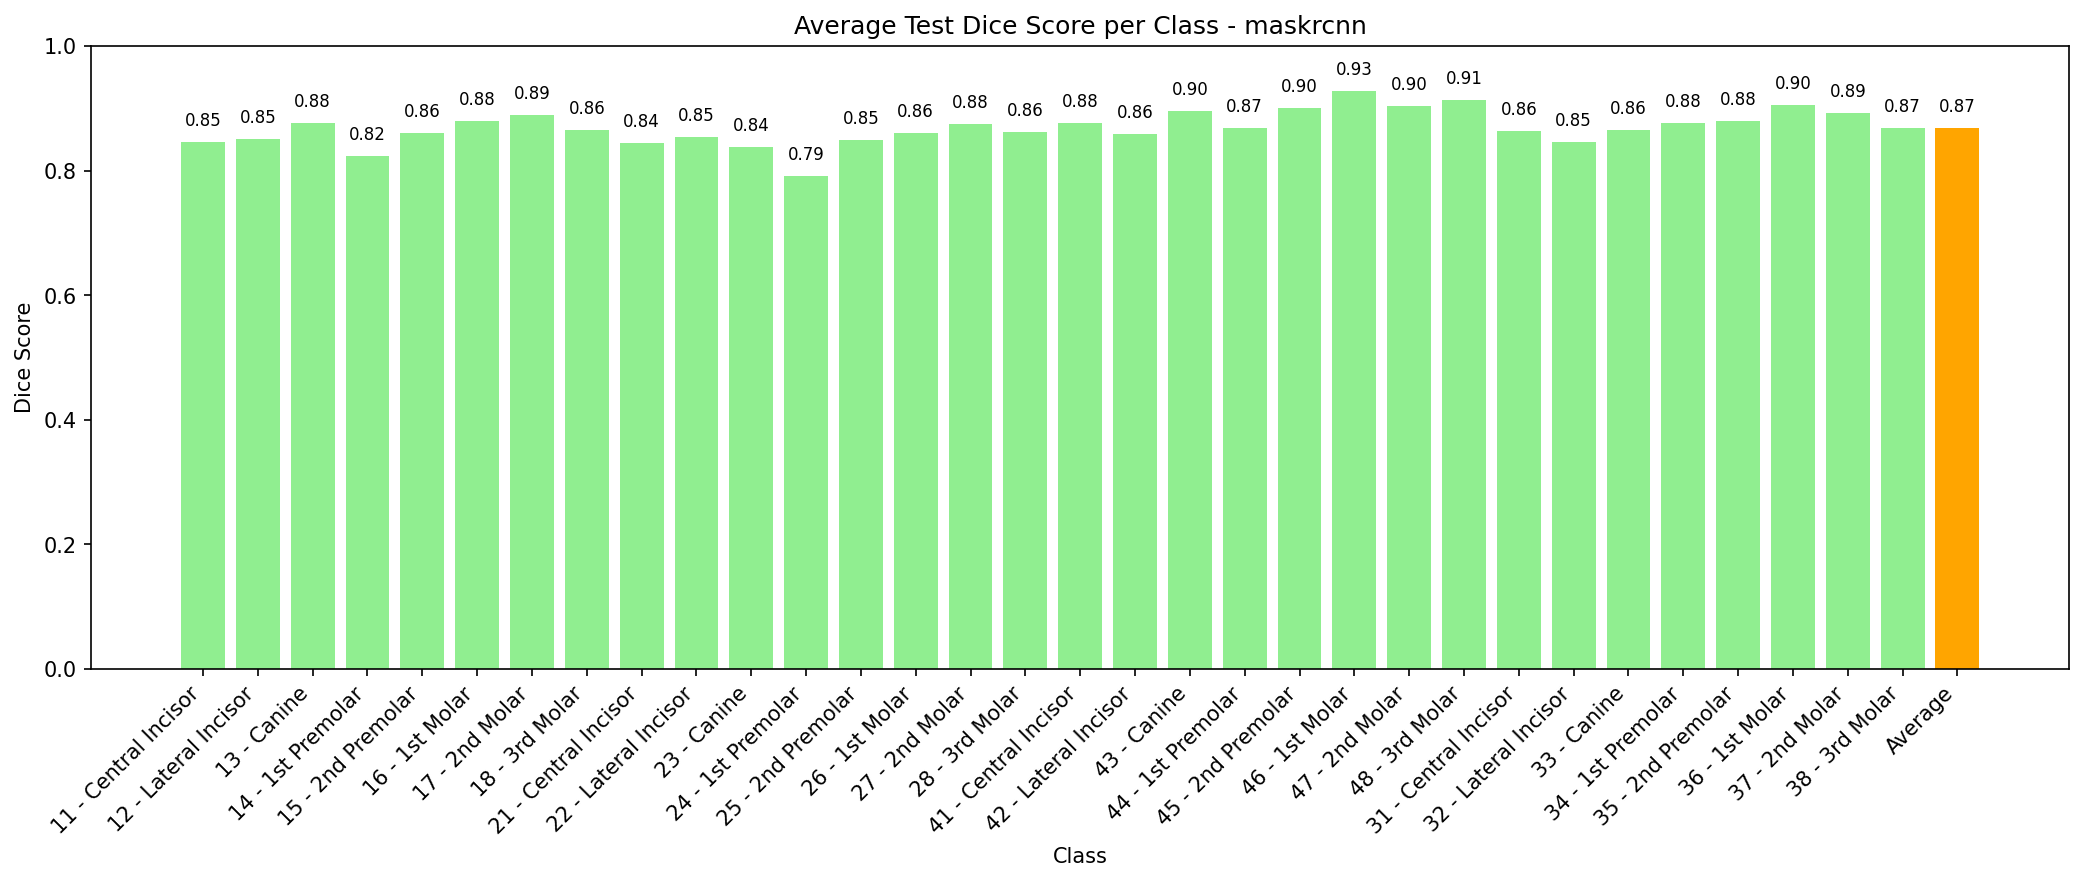 Average Test Dice Score per Class - maskrcnn
Dice Score
1.0
0.8
0.6
0.4
0.2
0.0
0.85
0.85
0.88
0.82
0.86
0.88
0.89
0.86
0.84
0.85
0.84
0.79
0.85
0.86
0.88
0.86
0.88
0.86
0.90
0.87
0.90
0.93
0.90
0.91
0.86
0.85
0.86
0.88
0.88
0.90
0.89
0.87
0.87
11 - Central Incisor
12 - Lateral Incisor
13 - Canine
14 - 1st Premolar
15 - 2nd Premolar
16 - 1st Molar
17 - 2nd Molar
18 - 3rd Molar
21 - Central Incisor
22 - Lateral Incisor
23 - Canine
24 - 1st Premolar
25 - 2nd Premolar
26 - 1st Molar
27 - 2nd Molar
28 - 3rd Molar
41 - Central Incisor
42 - Lateral Incisor
43 - Canine
44 - 1st Premolar
45 - 2nd Premolar
46 - 1st Molar
47 - 2nd Molar
48 - 3rd Molar
31 - Central Incisor
32 - Lateral Incisor
33 - Canine
34 - 1st Premolar
35 - 2nd Premolar
36 - 1st Molar
37 - 2nd Molar
38 - 3rd Molar
Average
Class